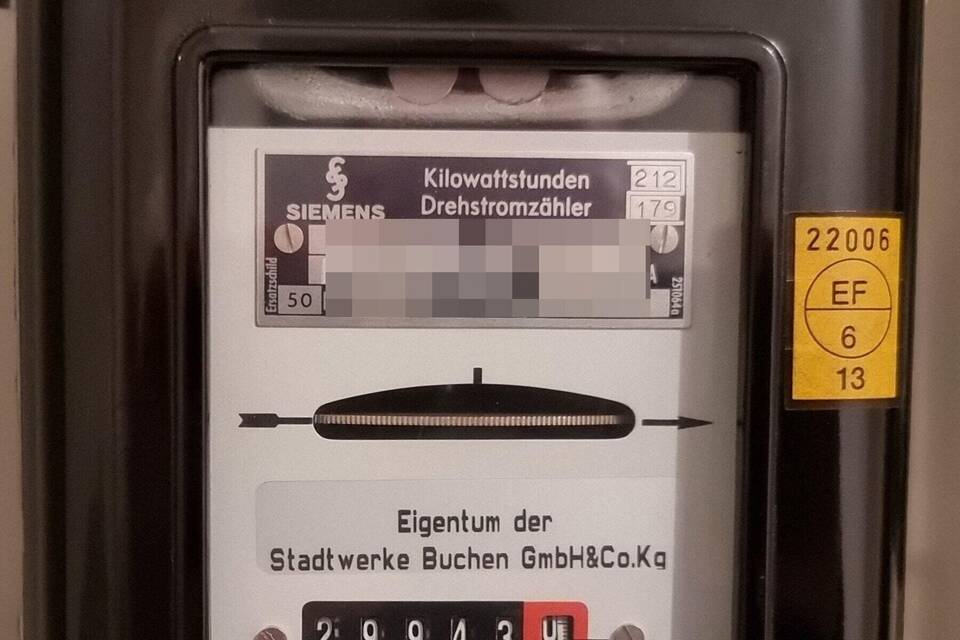 Kilowattstunden
Drehstromzähler
212
179
SIEMENS
Ersatzschild
50
A
251064a
22006
EF
6
13
Eigentum der
Stadtwerke Buchen GmbH&Co.Kg
29943